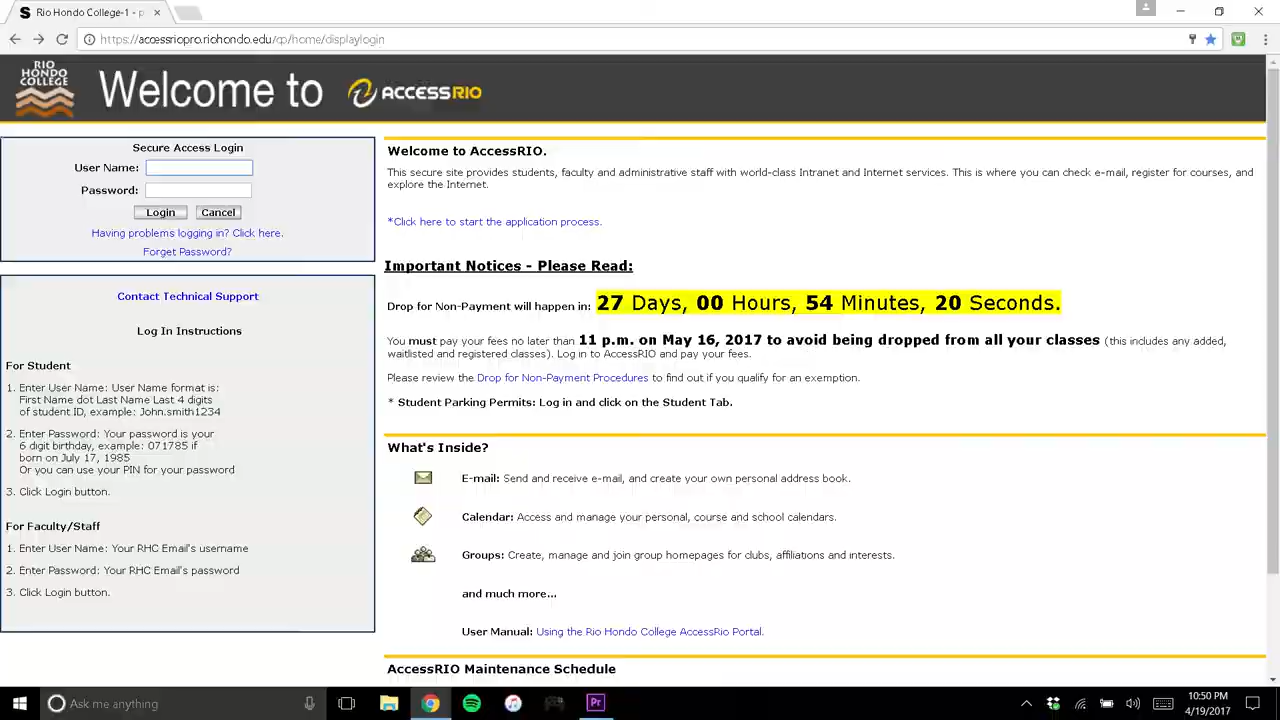 Rio Hondo College-1 - p
https://accessriopro.riohondo.edu/cp/home/displaylogin
RIO
HONDO
COLLEGE
Welcome to
ACCESSRIO
Secure Access Login
User Name:
Password:
Login Cancel
Having problems logging in? Click here.
Forget Password?
Contact Technical Support
Log In Instructions
For Student
1. Enter User Name: User Name format is:
First Name dot Last Name Last 4 digits
of student ID, example: John.smith1234
2. Enter Password: Your password is your
6 digit birthday, example: 071785 if
born on July 17, 1985
Or you can use your PIN for your password
3. Click Login button.
For Faculty/Staff
1. Enter User Name: Your RHC Email's username
2. Enter Password: Your RHC Email's password
3. Click Login button.
Welcome to AccessRIO.
This secure site provides students, faculty and administrative staff with world-class Intranet and Internet services. This is where you can check e-mail, register for courses, and
explore the Internet.
*Click here to start the application process.
Important Notices - Please Read:
Drop for Non-Payment will happen in: 27 Days, 00 Hours, 54 Minutes, 20 Seconds.
You must pay your fees no later than 11 p.m. on May 16, 2017 to avoid being dropped from all your classes (this includes any added,
waitlisted and registered classes). Log in to AccessRIO and pay your fees.
Please review the Drop for Non-Payment Procedures to find out if you qualify for an exemption.
* Student Parking Permits: Log in and click on the Student Tab.
What's Inside?
E-mail: Send and receive e-mail, and create your own personal address book.
Calendar: Access and manage your personal, course and school calendars.
Groups: Create, manage and join group homepages for clubs, affiliations and interests.
and much more...
User Manual: Using the Rio Hondo College AccessRio Portal.
AccessRIO Maintenance Schedule
Ask me anything
Pr
10:50 PM
4/19/2017